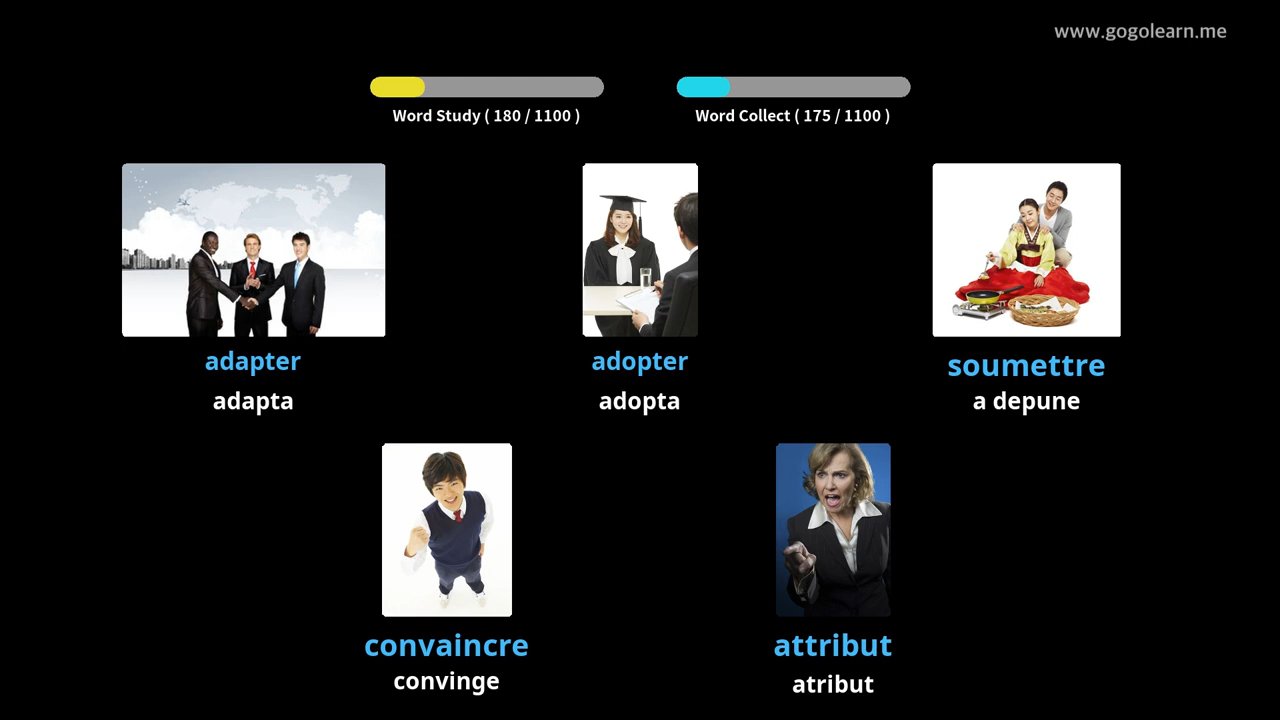 www.gogolearn.me
Word Study ( 180 / 1100 )
Word Collect ( 175 / 1100 )
adapter
adapta
adopter
adopta
soumettre
a depune
convaincre
convinge
attribut
atribut